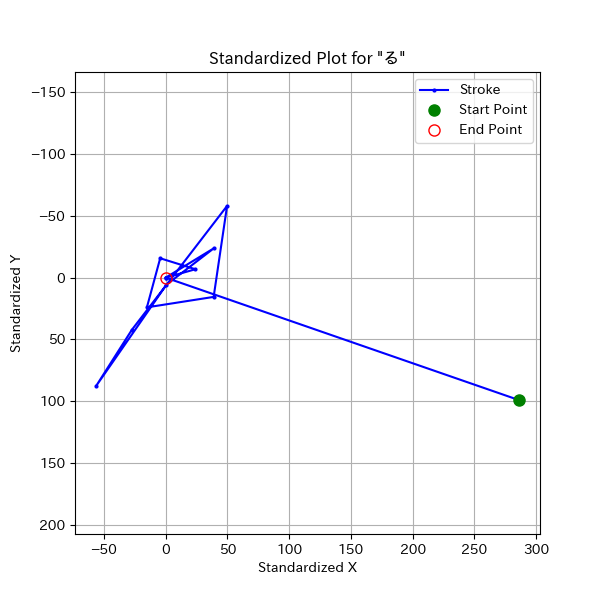 Standardized Plot for "る"
Stroke
Start Point
End Point
−150
−100
−50
0
50
100
150
200
Standardized Y
−50 0 50 100 150 200 250 300
Standardized X